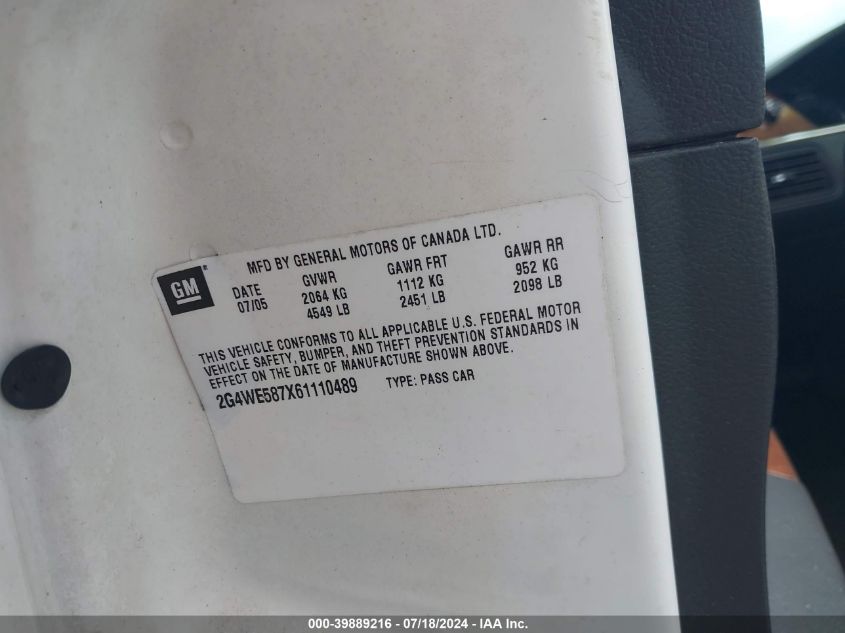 MFD BY GENERAL MOTORS OF CANADA LTD.
GM®
DATE GVWR GAWR FRT GAWR RR
07/05 2064 KG 1112 KG 952 KG
4549 LB 2451 LB 2098 LB
THIS VEHICLE CONFORMS TO ALL APPLICABLE U.S. FEDERAL MOTOR
VEHICLE SAFETY, BUMPER, AND THEFT PREVENTION STANDARDS IN
EFFECT ON THE DATE OF MANUFACTURE SHOWN ABOVE.
2G4WE587X61110489 TYPE: PASS CAR
000-39889216 - 07/18/2024 - IAA Inc.